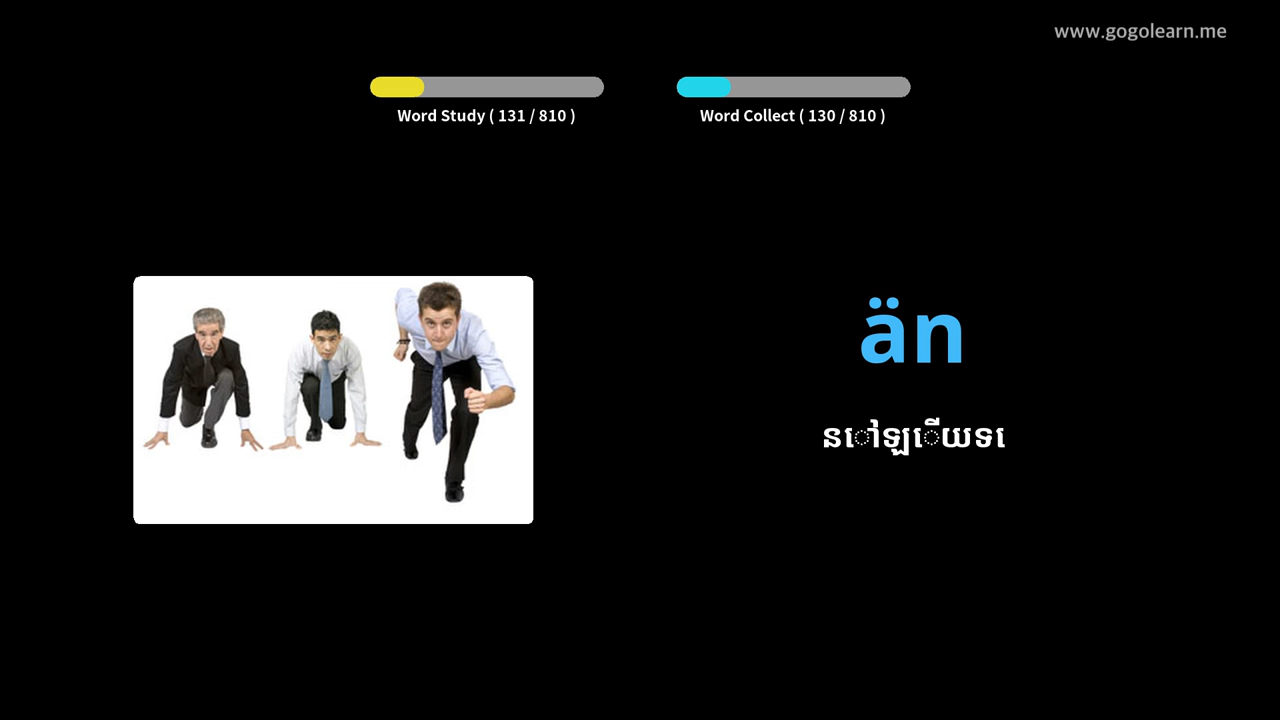 www.gogolearn.me
Word Study ( 131 / 810 )
Word Collect ( 130 / 810 )
än
នៅឡើយទេ